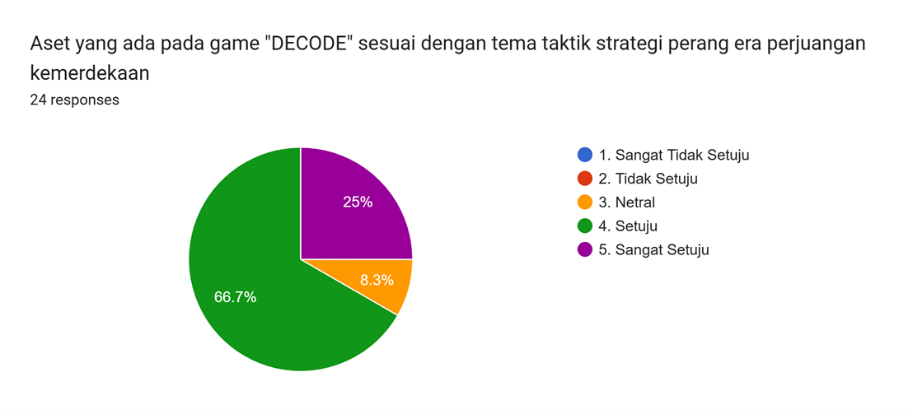 Aset yang ada pada game "DECODE" sesuai dengan tema taktik strategi perang era perjuangan
kemerdekaan
24 responses
25%
8.3%
66.7%
1. Sangat Tidak Setuju
2. Tidak Setuju
3. Netral
4. Setuju
5. Sangat Setuju